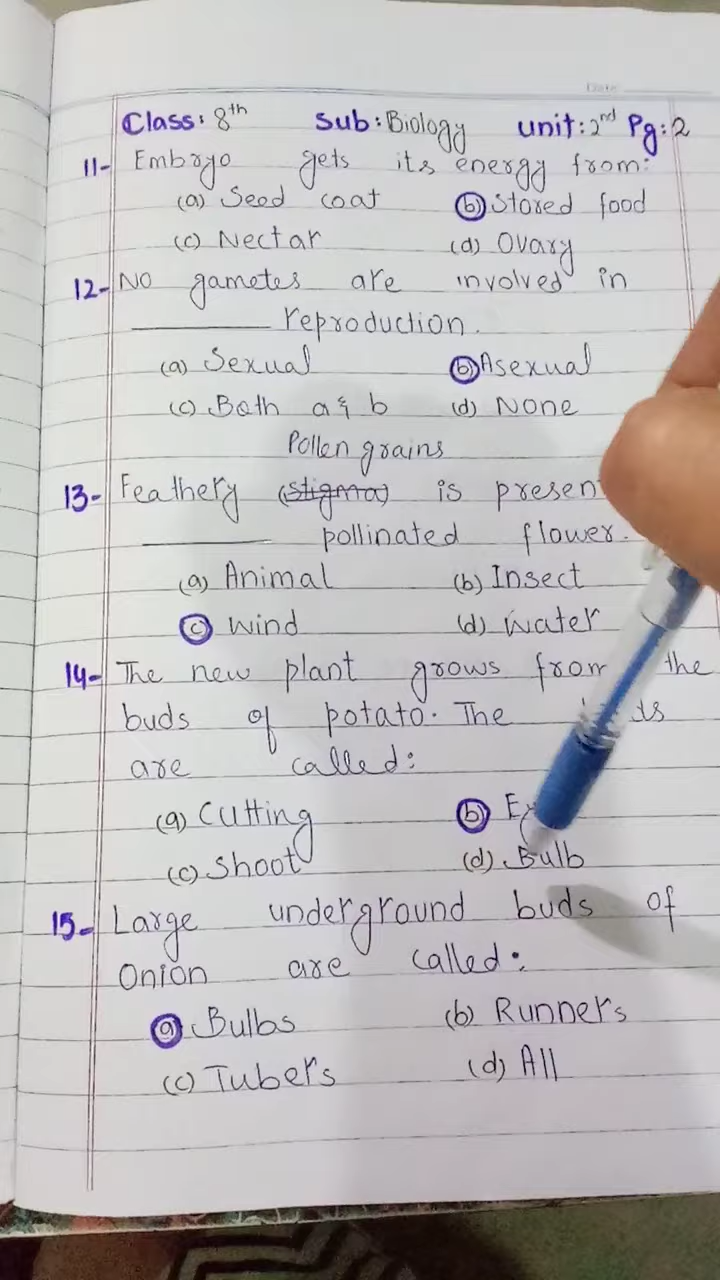 Date
Class: 8th Sub: Biology unit: 2nd Pg: 2
11- Embryo gets its energy from:
(a) Seed coat (b) Stored food
(c) Nectar (d) Ovary
12- No gametes are involved in
________ reproduction.
(a) Sexual (b) Asexual
(c) Both a & b (d) None
Pollen grains
13- Feathery (stigma) is
________ pollinated flower.
(a) Animal (b) Insect
(c) Wind (d) Water
14- The new plant grows from the
buds of potato. The
are called:
(a) Cutting (b)
(c) Shoot (d) Bulb
15- Large underground buds of
Onion are called:
(a) Bulbs (b) Runners
(c) Tubers (d) All